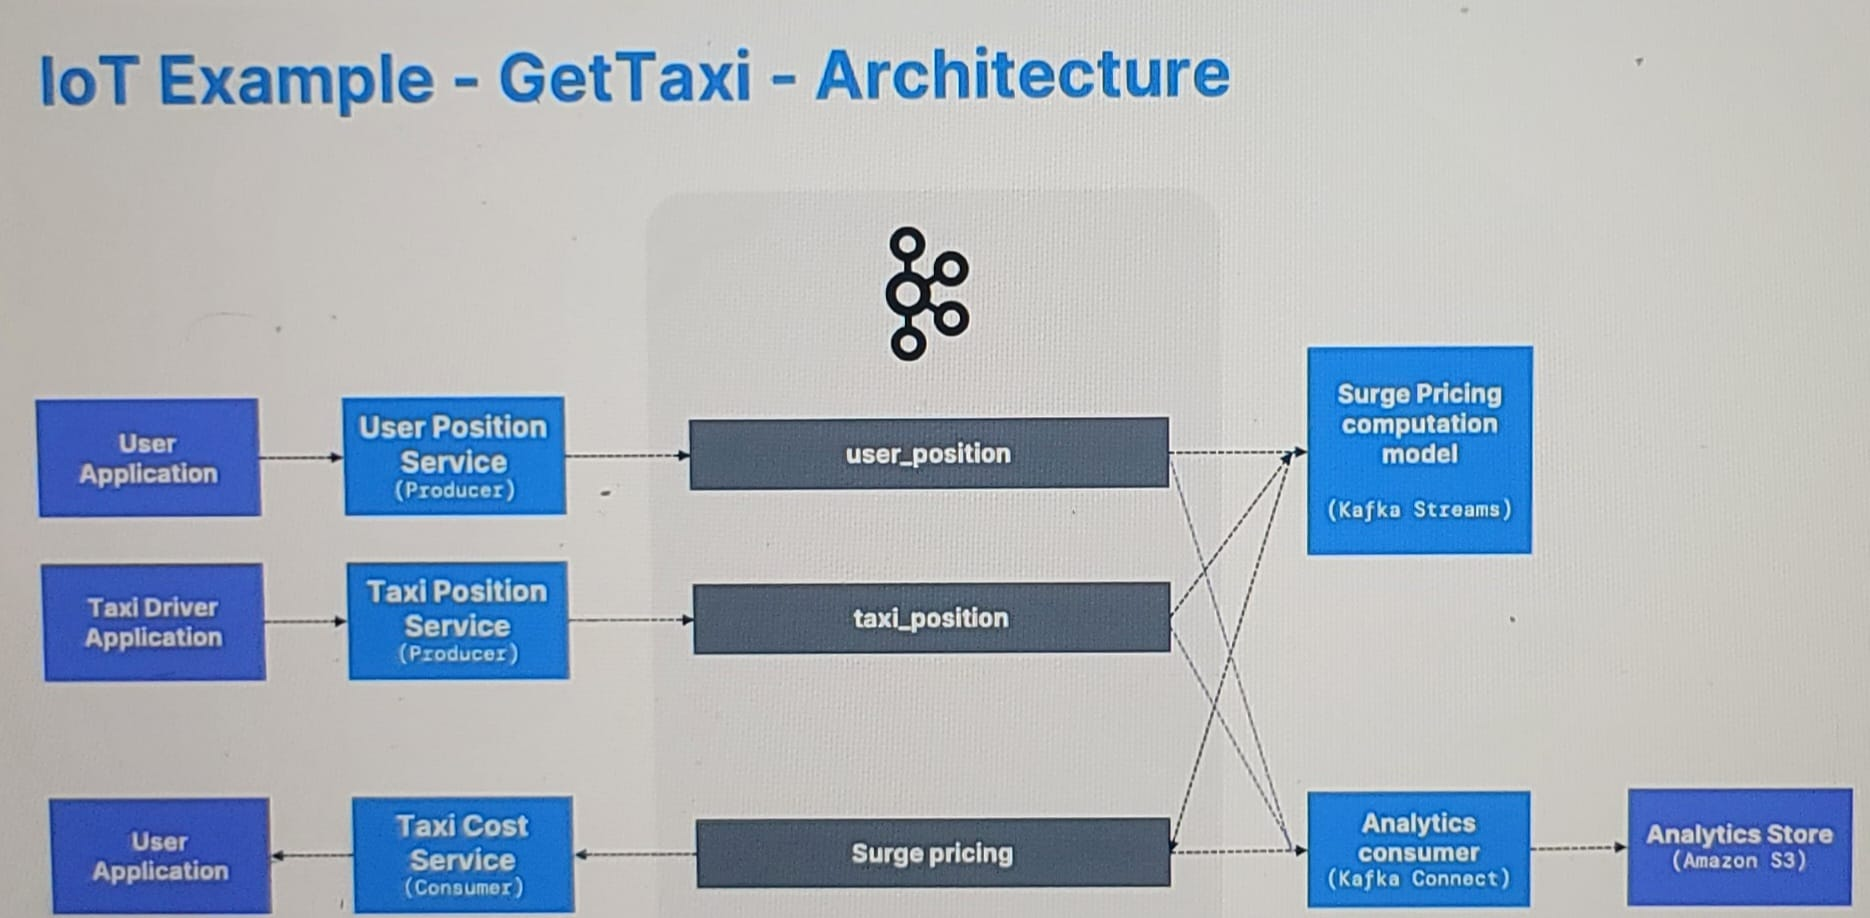 IoT Example - GetTaxi - Architecture
User
Application
User Position
Service
(Producer)
user_position
Surge Pricing
computation
model
(Kafka Streams)
Taxi Driver
Application
Taxi Position
Service
(Producer)
taxi_position
User
Application
Taxi Cost
Service
(Consumer)
Surge pricing
Analytics
consumer
(Kafka Connect)
Analytics Store
(Amazon S3)